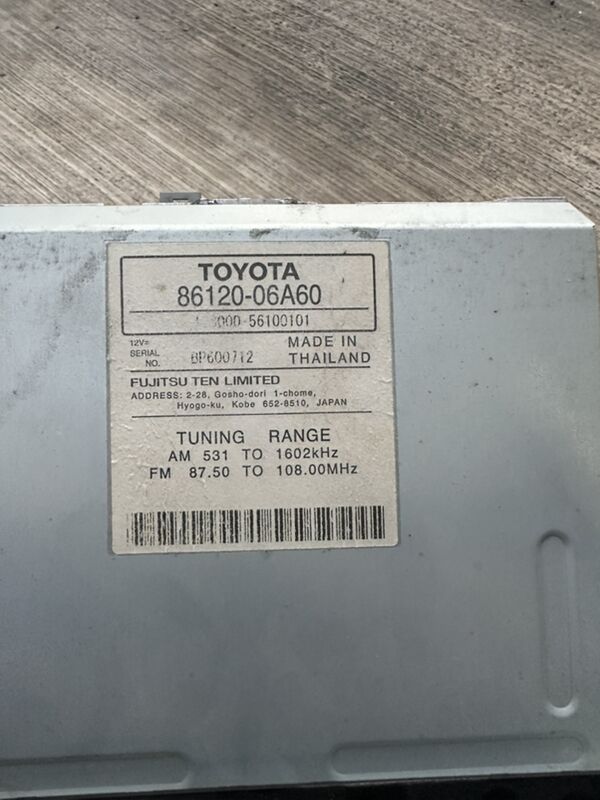 TOYOTA
86120-06A60
000-56100101
12V⎓
SERIAL NO. BP600712
MADE IN THAILAND
FUJITSU TEN LIMITED
ADDRESS: 2-28, Gosho-dori 1-chome,
Hyogo-ku, Kobe 652-8510, JAPAN
TUNING RANGE
AM 531 TO 1602kHz
FM 87.50 TO 108.00MHz